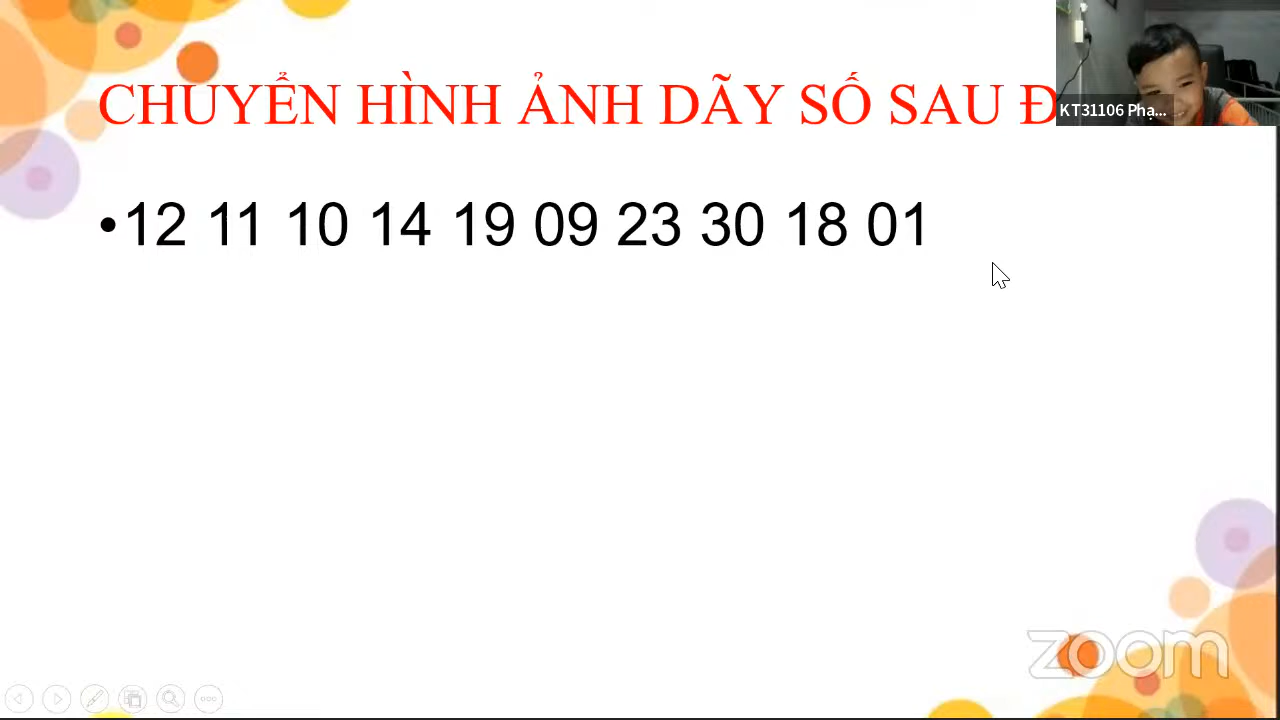 CHUYỂN HÌNH ẢNH DÃY SỐ SAU Đ
KT31106 Phạ...
•12 11 10 14 19 09 23 30 18 01
zoom